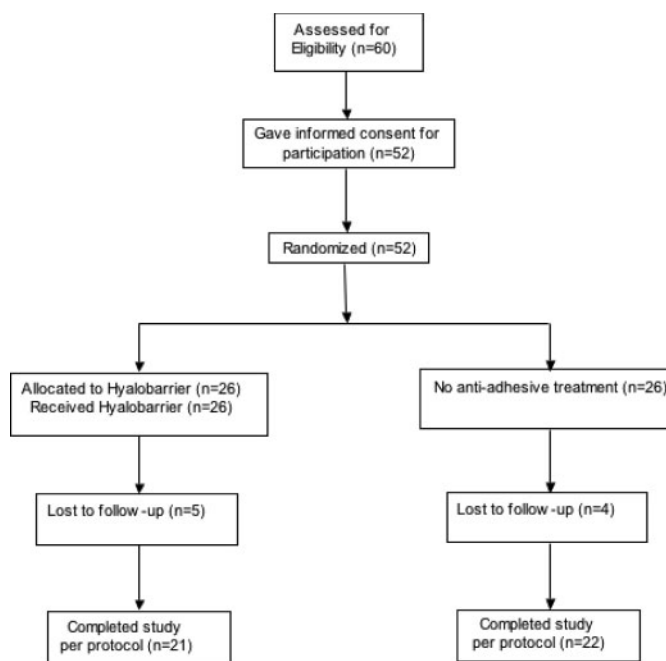 Assessed for
Eligibility (n=60)
Gave informed consent for
participation (n=52)
Randomized (n=52)
Allocated to Hyalobarrier (n=26)
Received Hyalobarrier (n=26)
No anti-adhesive treatment (n=26)
Lost to follow-up (n=5)
Lost to follow-up (n=4)
Completed study
per protocol (n=21)
Completed study
per protocol (n=22)